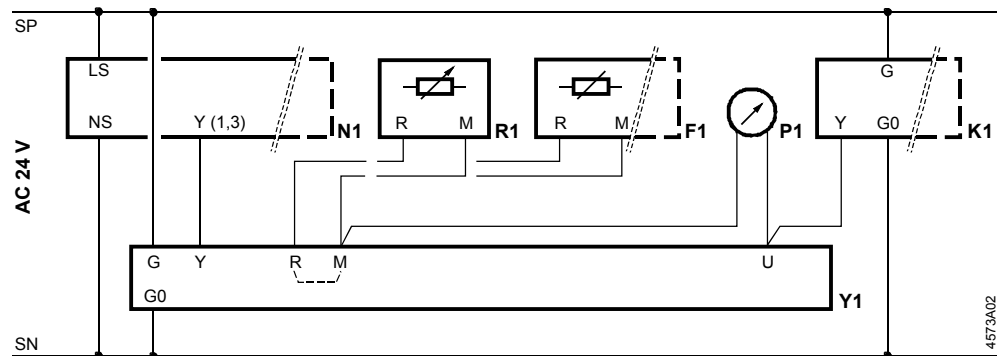 SP
LS
G
NS
Y (1,3)
N1
R
M
R1
R
M
F1
P1
Y
G0
K1
AC 24 V
G
Y
R
M
U
G0
Y1
SN
4573A02